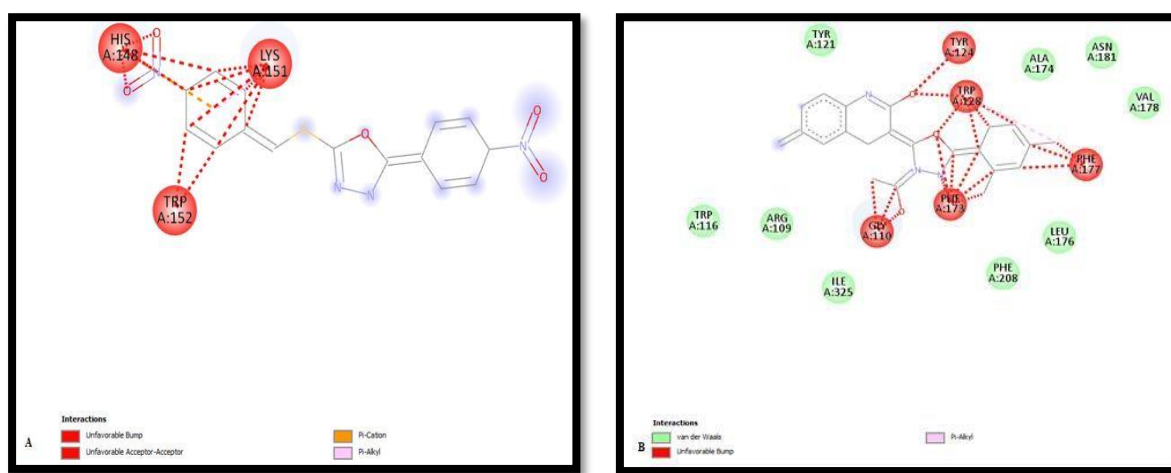 HIS
A:148
O
O
N
LYS
A:151
TRP
A:152
S
O
N
N
N
O
O
Interactions
Unfavorable Bump
Unfavorable Acceptor-Acceptor
Pi-Cation
Pi-Alkyl
A
TYR
A:121
TYR
A:124
ALA
A:174
ASN
A:181
TRP
A:128
VAL
A:178
PHE
A:177
PHE
A:173
GLY
A:110
TRP
A:116
ARG
A:109
LEU
A:176
PHE
A:208
ILE
A:325
Interactions
van der Waals
Unfavorable Bump
Pi-Alkyl
B